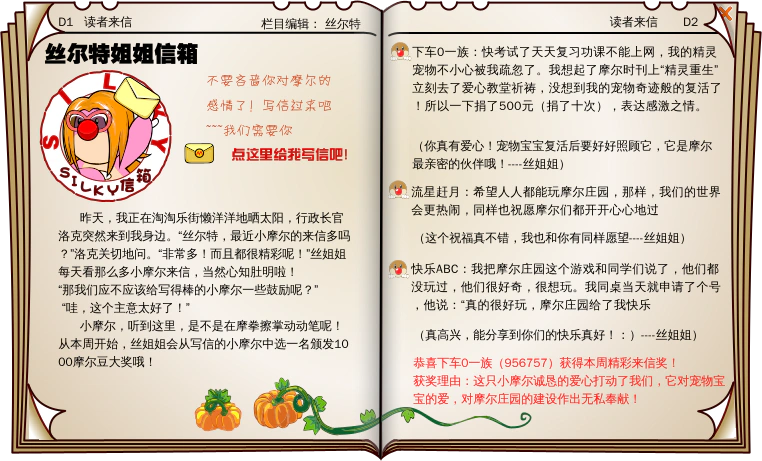 D1 读者来信
栏目编辑： 丝尔特
丝尔特姐姐信箱
SILKY
SILKY信箱
不要吝啬你对摩尔的
感情了！写信过来吧
~~~我们需要你
点这里给我写信吧！
昨天，我正在淘淘乐街懒洋洋地晒太阳，行政长官
洛克突然来到我身边。“丝尔特，最近小摩尔的来信多吗
？”洛克关切地问。“非常多！而且都很精彩呢！”丝姐姐
每天看那么多小摩尔来信，当然心知肚明啦！
“那我们应不应该给写得棒的小摩尔一些鼓励呢？”
“哇，这个主意太好了！”
小摩尔，听到这里，是不是在摩拳擦掌动动笔呢！
从本周开始，丝姐姐会从写信的小摩尔中选一名颁发10
00摩尔豆大奖哦！
读者来信 D2
下车0一族：快考试了天天复习功课不能上网，我的精灵
宠物不小心被我疏忽了。我想起了摩尔时刊上“精灵重生”
立刻去了爱心教堂祈祷，没想到我的宠物奇迹般的复活了
！所以一下捐了500元（捐了十次），表达感激之情。
（你真有爱心！宠物宝宝复活后要好好照顾它，它是摩尔
最亲密的伙伴哦！----丝姐姐）
流星赶月：希望人人都能玩摩尔庄园，那样，我们的世界
会更热闹，同样也祝愿摩尔们都开开心心地过
（这个祝福真不错，我也和你有同样愿望----丝姐姐）
快乐ABC：我把摩尔庄园这个游戏和同学们说了，他们都
没玩过，他们很好奇，很想玩。我同桌当天就申请了个号
，他说：“真的很好玩，摩尔庄园给了我快乐
（真高兴，能分享到你们的快乐真好！：）----丝姐姐）
恭喜下车0一族（956757）获得本周精彩来信奖！
获奖理由：这只小摩尔诚恳的爱心打动了我们，它对宠物宝
宝的爱，对摩尔庄园的建设作出无私奉献！